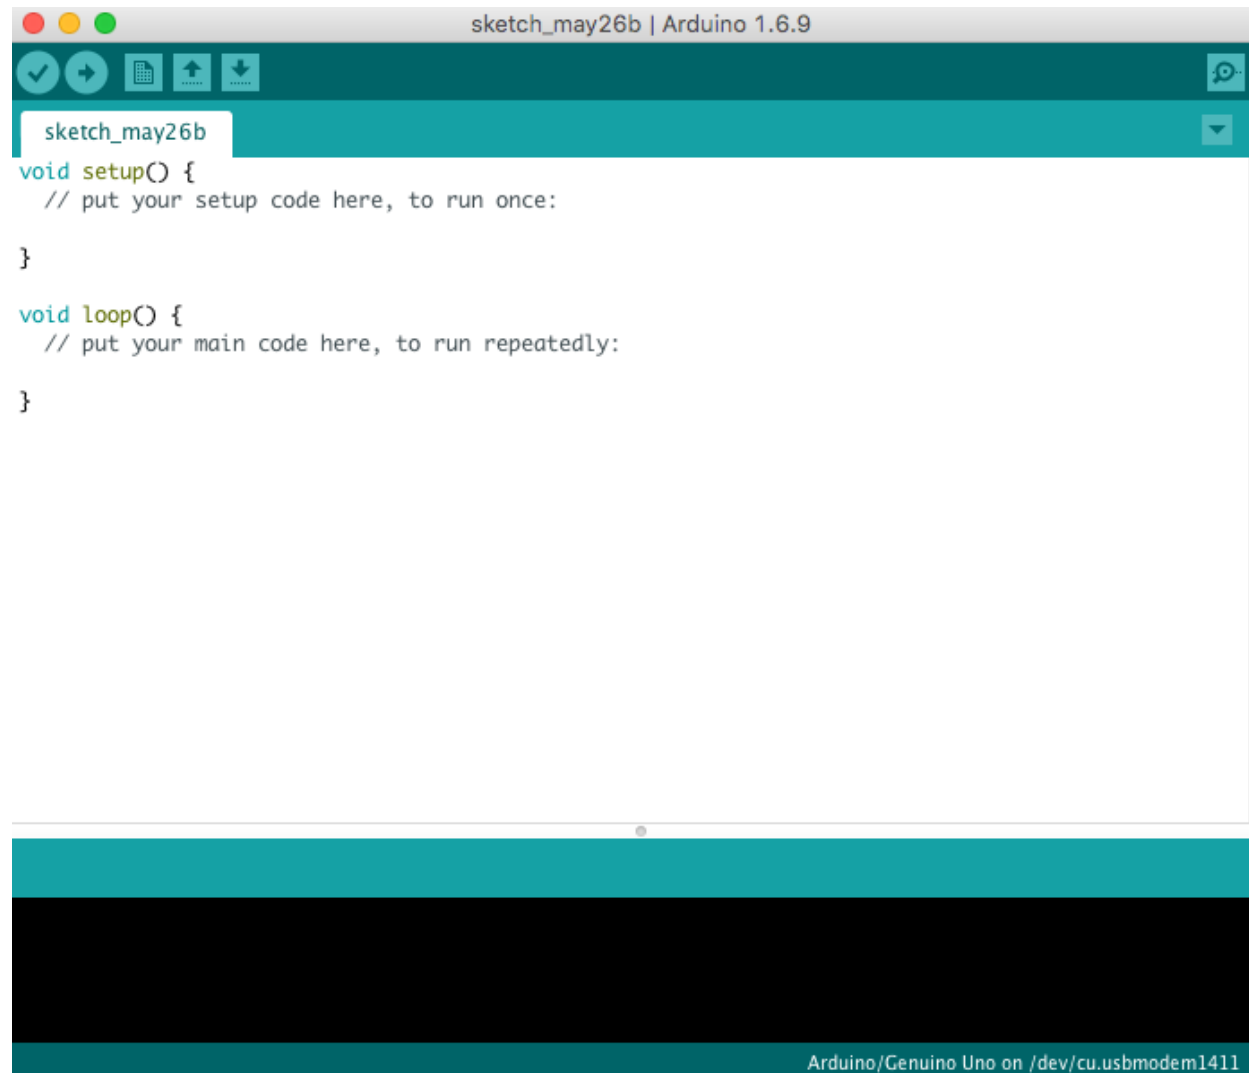 sketch_may26b | Arduino 1.6.9
sketch_may26b
void setup() {
  // put your setup code here, to run once:
}
void loop() {
  // put your main code here, to run repeatedly:
}
Arduino/Genuino Uno on /dev/cu.usbmodem1411